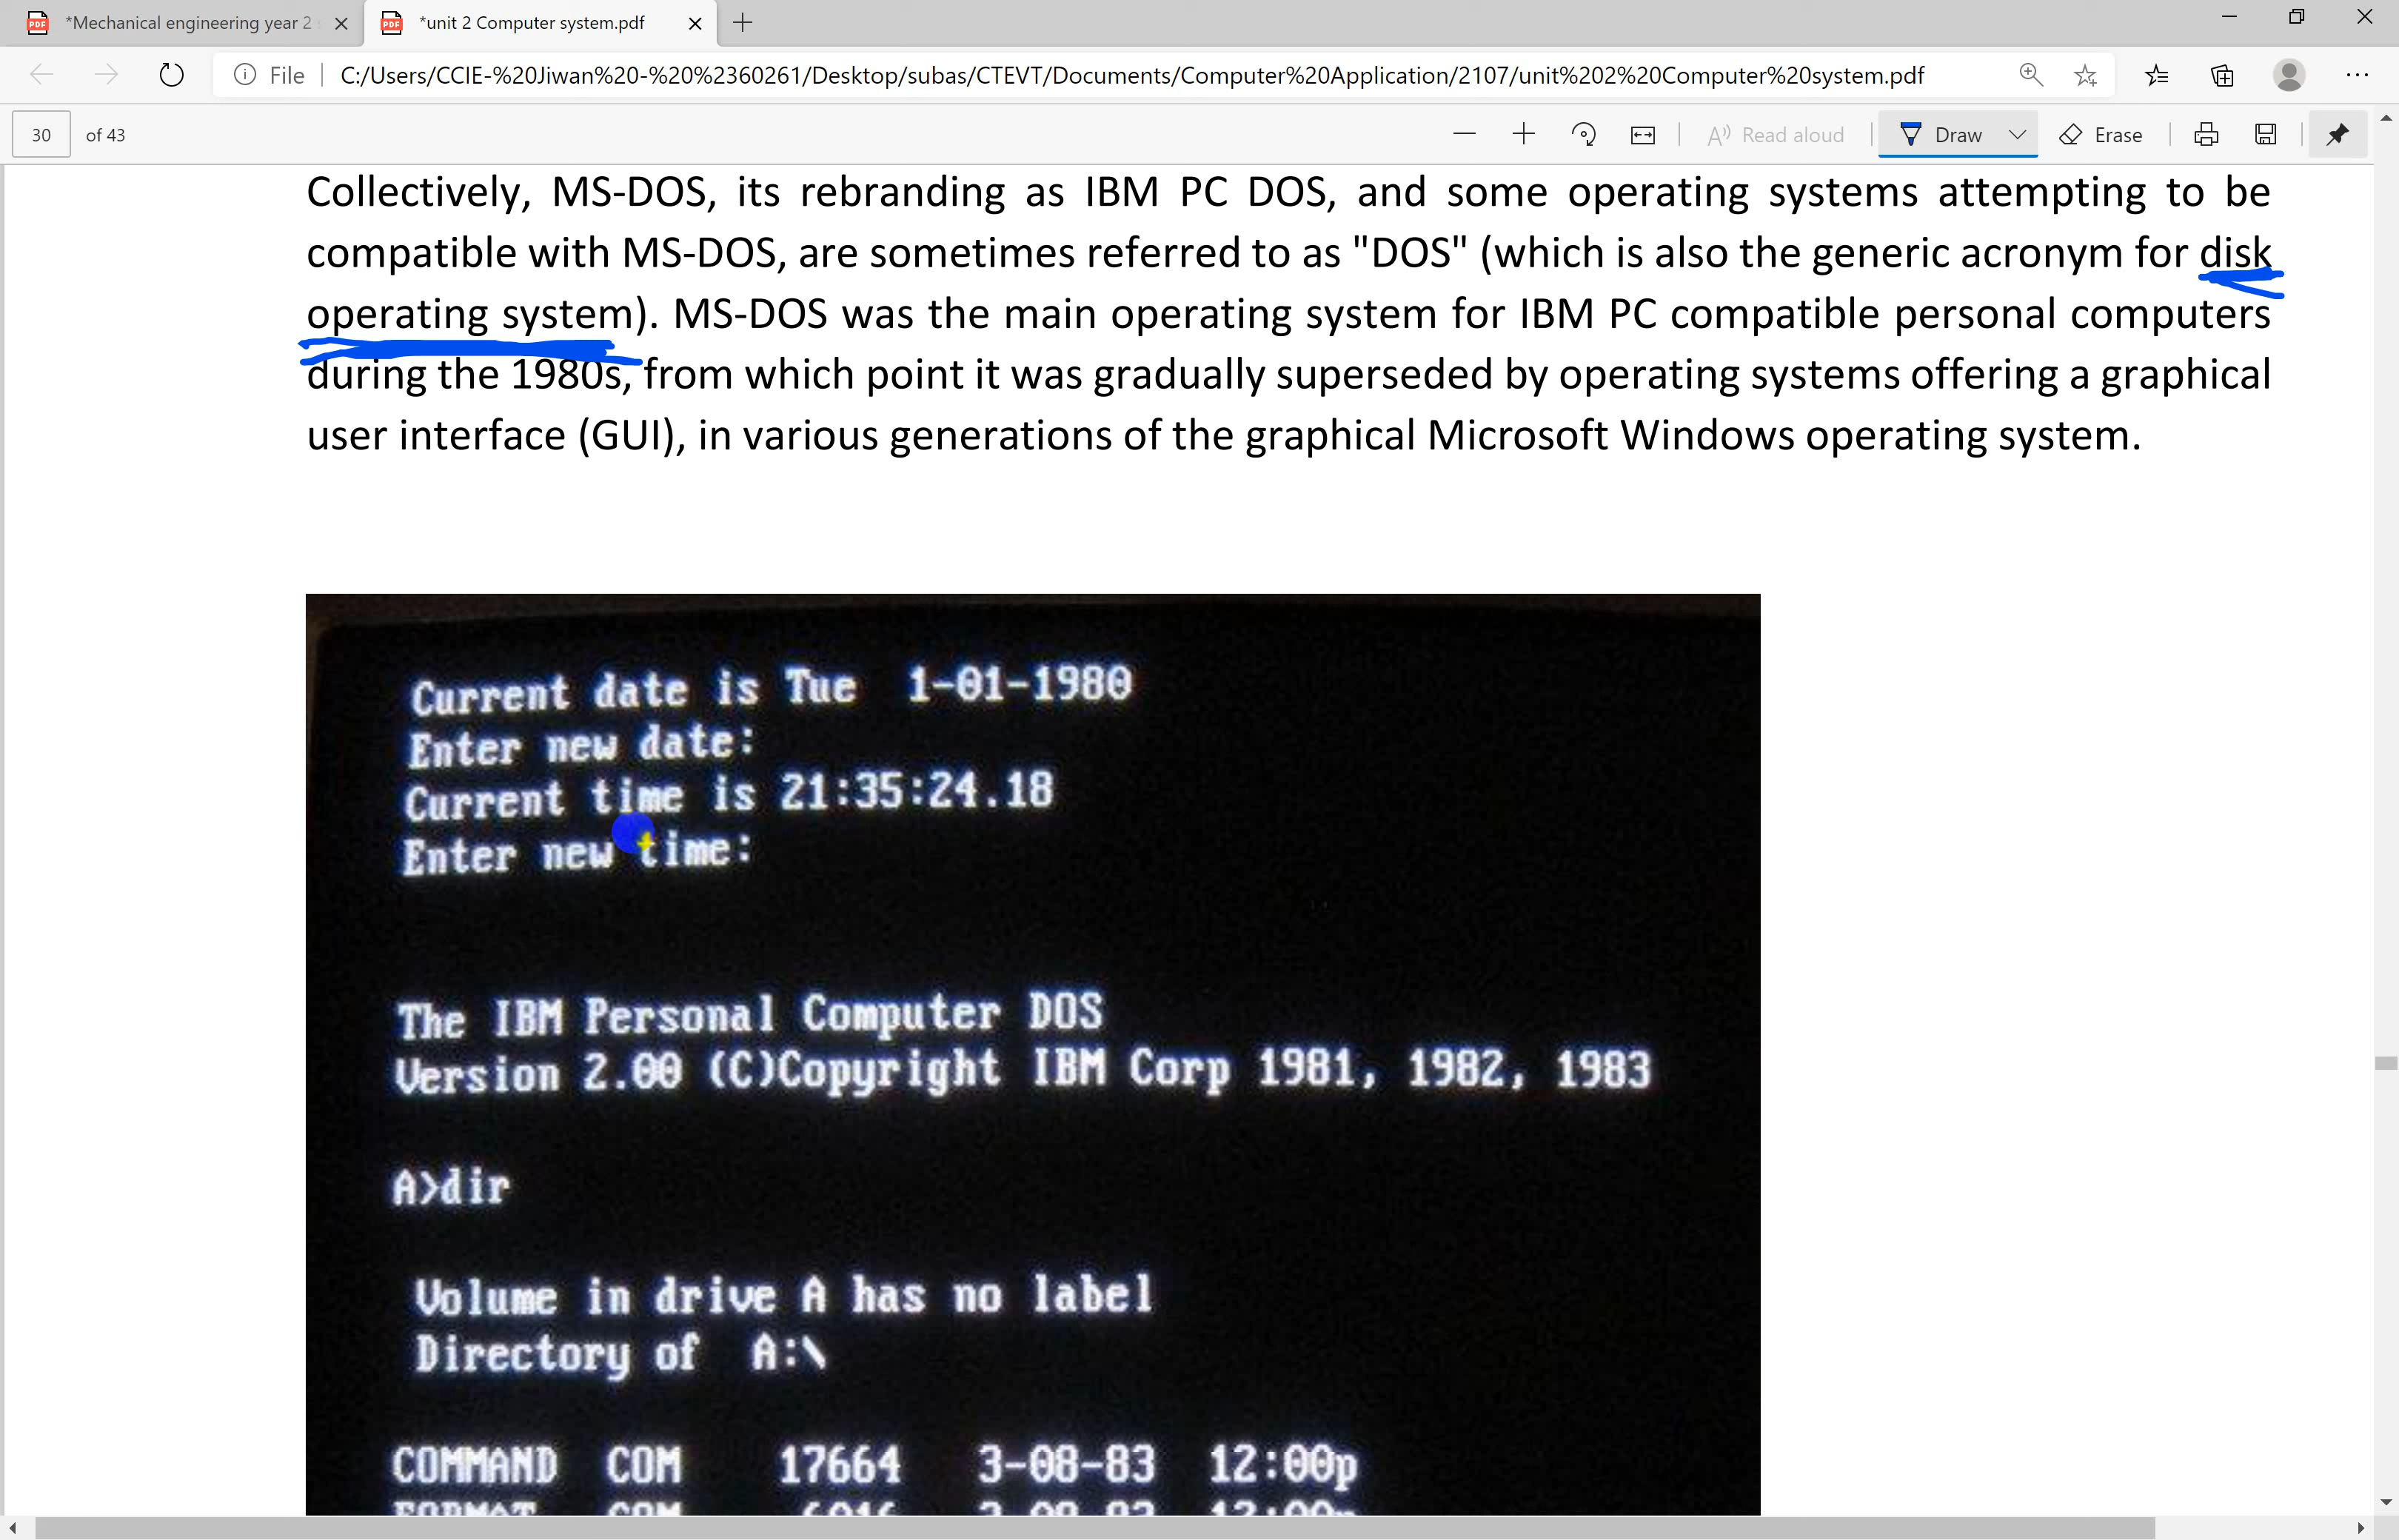 *Mechanical engineering year 2
*unit 2 Computer system.pdf
File
C:/Users/CCIE-%20Jiwan%20-%20%2360261/Desktop/subas/CTEVT/Documents/Computer%20Application/2107/unit%202%20Computer%20system.pdf
30 of 43
Read aloud
Draw
Erase
Collectively, MS-DOS, its rebranding as IBM PC DOS, and some operating systems attempting to be
compatible with MS-DOS, are sometimes referred to as "DOS" (which is also the generic acronym for disk
operating system). MS-DOS was the main operating system for IBM PC compatible personal computers
during the 1980s, from which point it was gradually superseded by operating systems offering a graphical
user interface (GUI), in various generations of the graphical Microsoft Windows operating system.
Current date is Tue 1-01-1980
Enter new date:
Current time is 21:35:24.18
Enter new time:
The IBM Personal Computer DOS
Version 2.00 (C)Copyright IBM Corp 1981, 1982, 1983
A>dir
Volume in drive A has no label
Directory of A:\
COMMAND COM 17664 3-08-83 12:00p